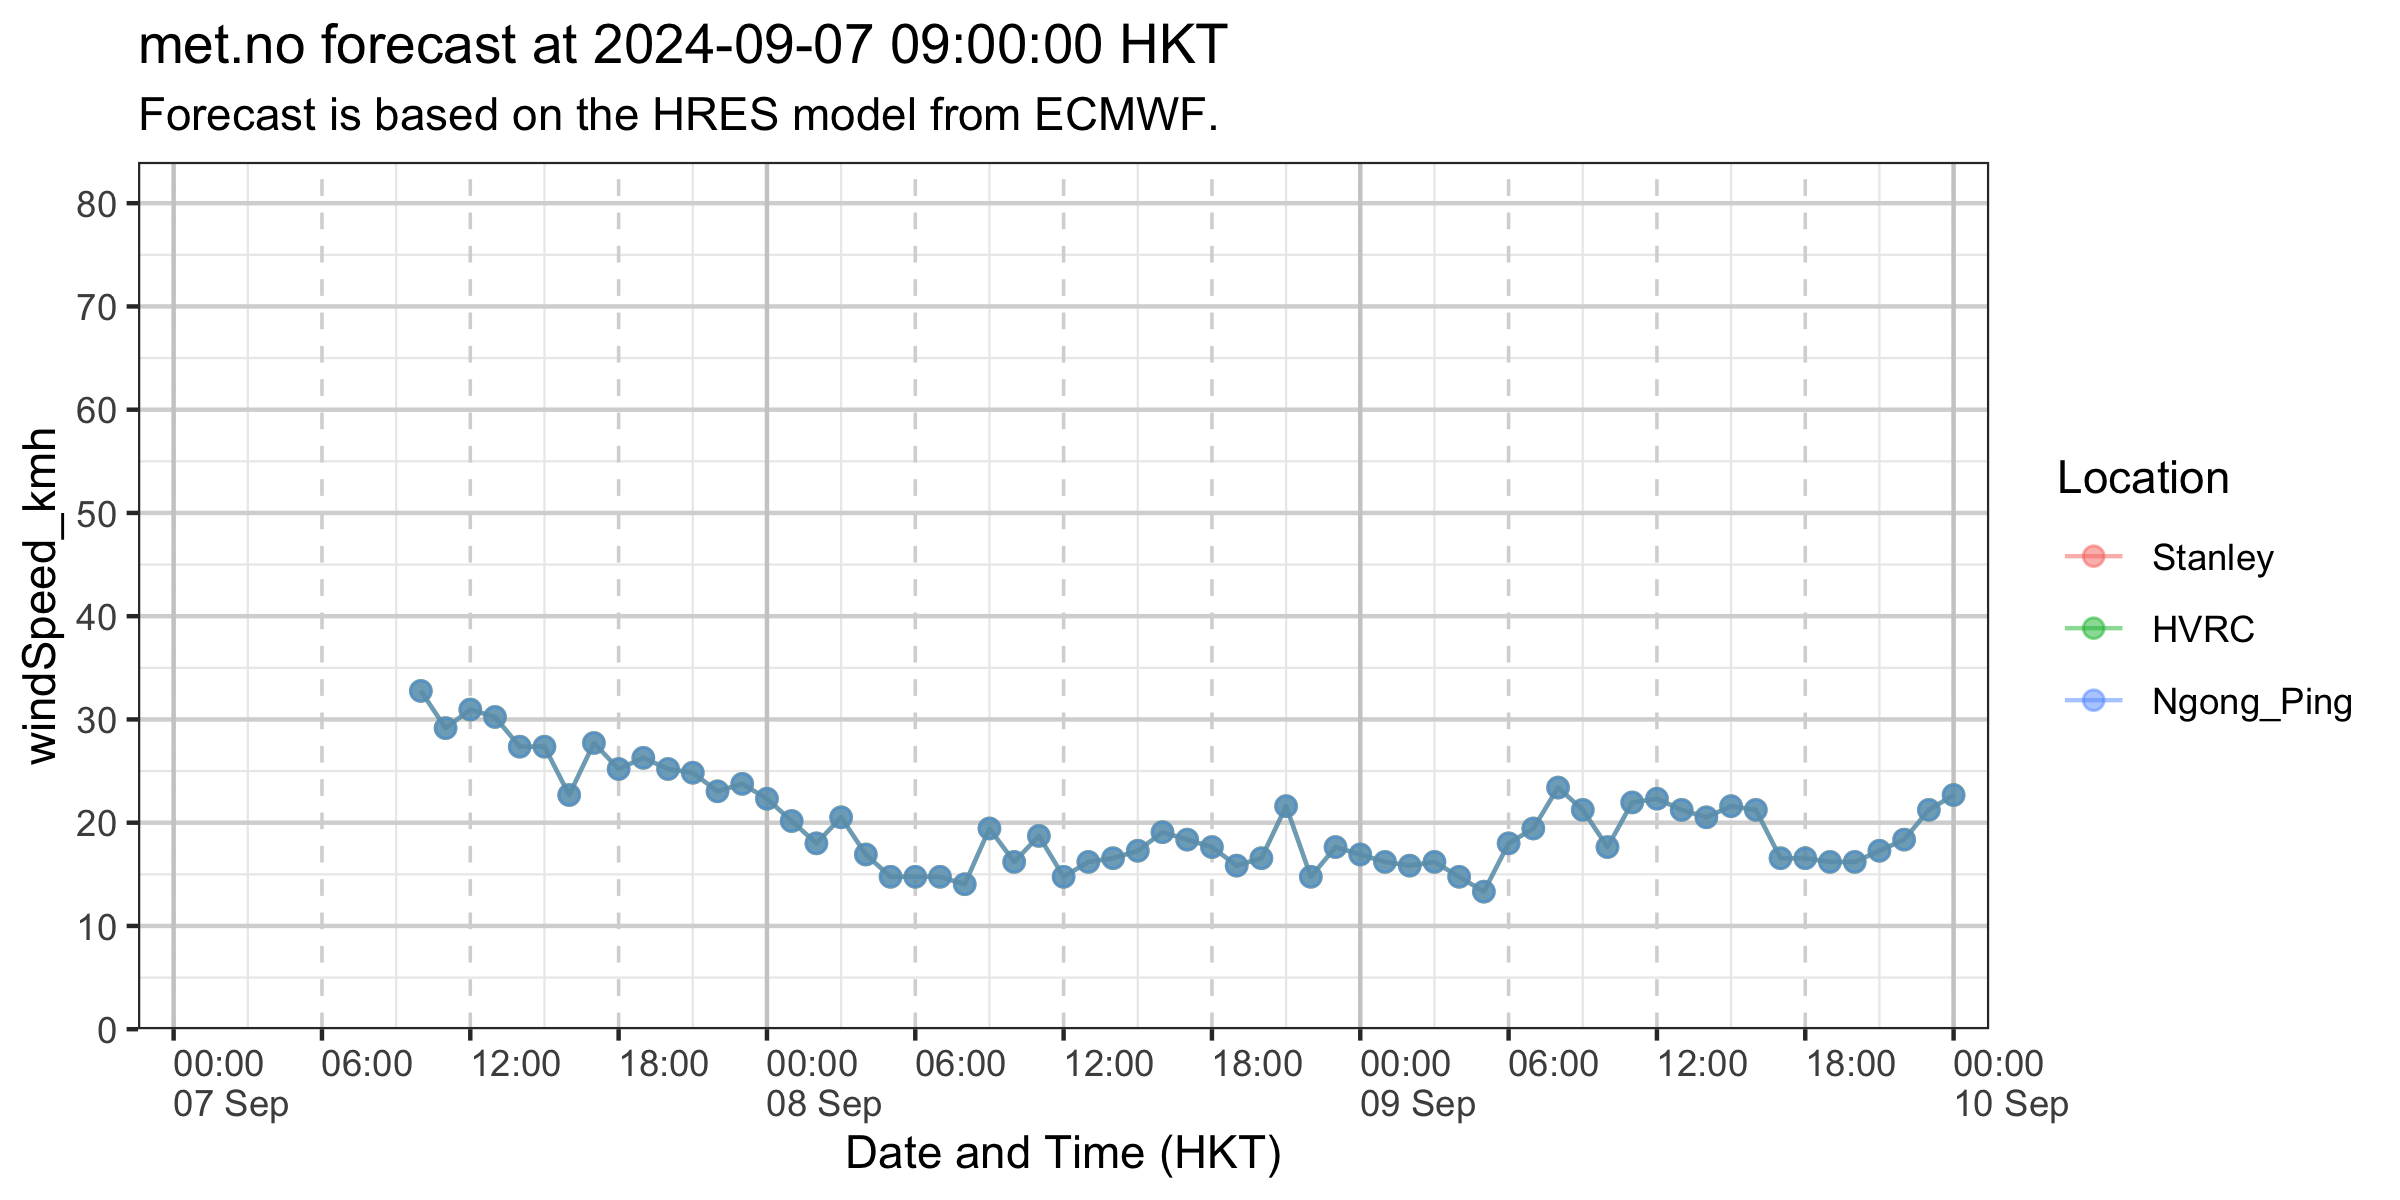 met.no forecast at 2024-09-07 09:00:00 HKT
Forecast is based on the HRES model from ECMWF.
windSpeed_kmh
80
70
60
50
40
30
20
10
0
00:00 06:00 12:00 18:00 00:00 06:00 12:00 18:00 00:00 06:00 12:00 18:00 00:00
07 Sep 08 Sep 09 Sep 10 Sep
Date and Time (HKT)
Location
Stanley
HVRC
Ngong_Ping